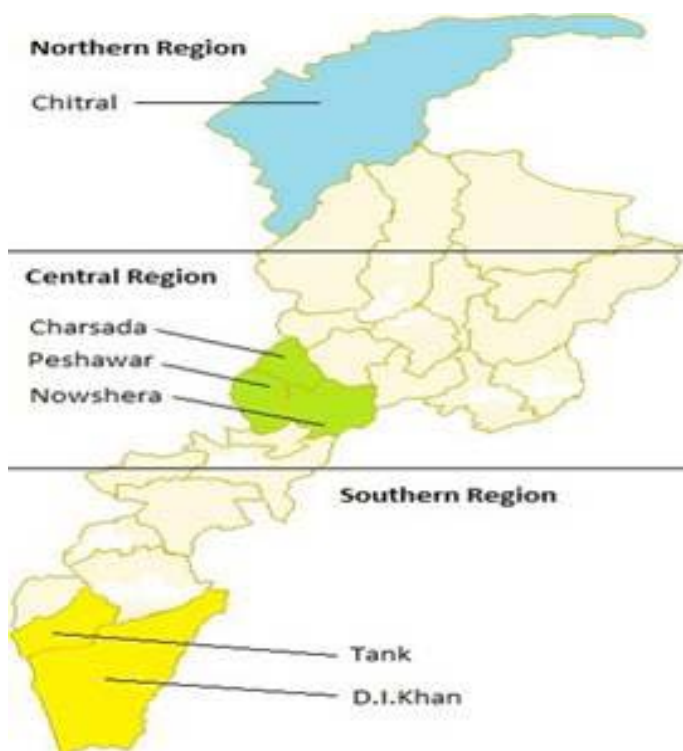 Northern Region
Chitral
Central Region
Charsada
Peshawar
Nowshera
Southern Region
Tank
D.I.Khan